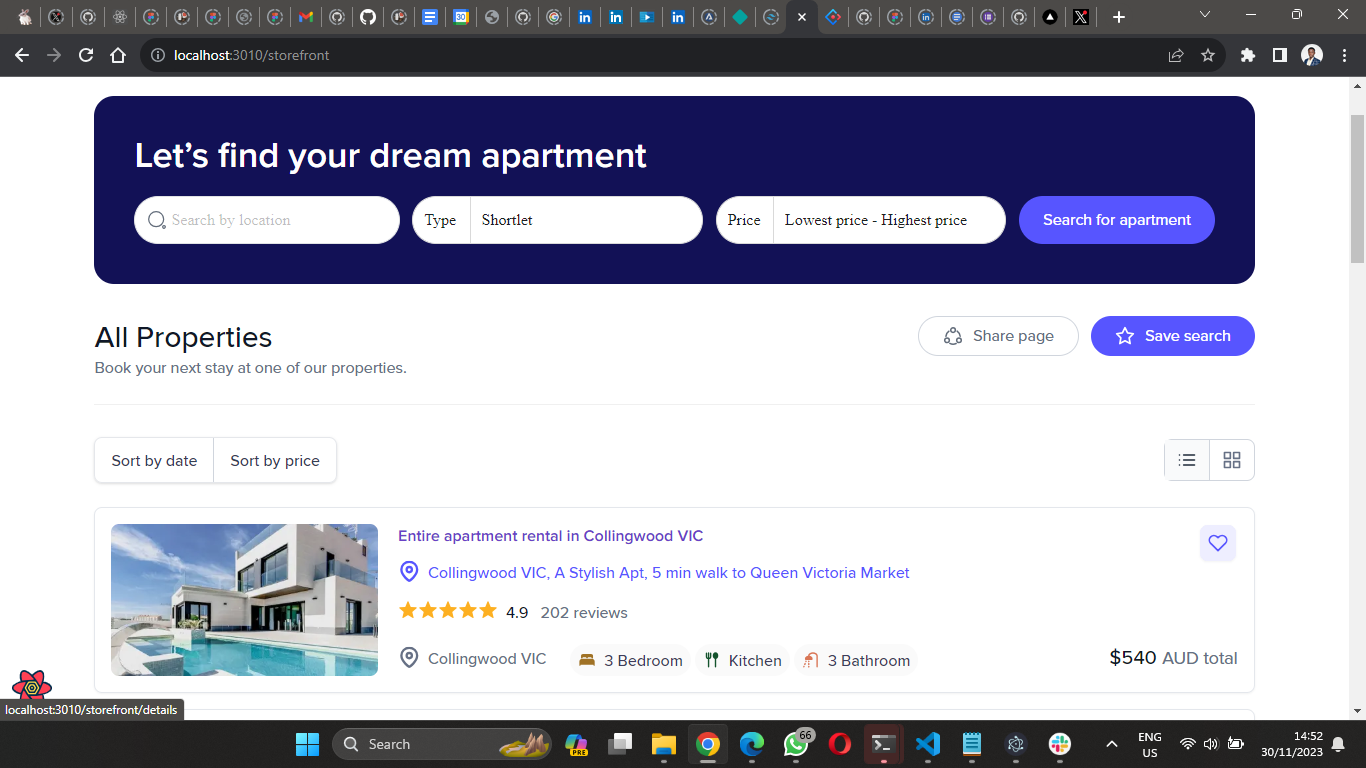 localhost:3010/storefront
Let's find your dream apartment
Search by location
Type
Shortlet
Price
Lowest price - Highest price
Search for apartment
All Properties
Share page
Save search
Book your next stay at one of our properties.
Sort by date
Sort by price
Entire apartment rental in Collingwood VIC
Collingwood VIC, A Stylish Apt, 5 min walk to Queen Victoria Market
4.9 202 reviews
Collingwood VIC
3 Bedroom
Kitchen
3 Bathroom
$540 AUD total
localhost:3010/storefront/details
Search
PRE
66
ENG
US
14:52
30/11/2023